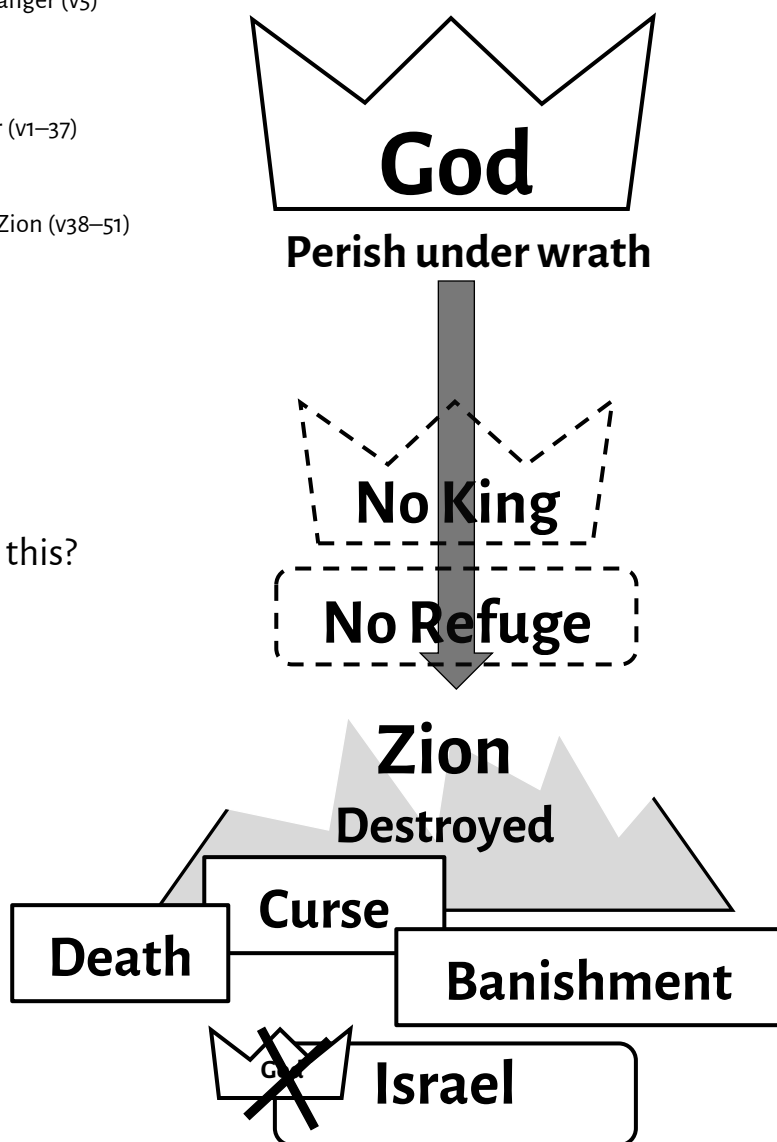 anger (v5)
God
r (v1–37)
Zion (v38–51)
Perish under wrath
No King
this?
No Refuge
Zion
Destroyed
Curse
Death
Banishment
God
Israel